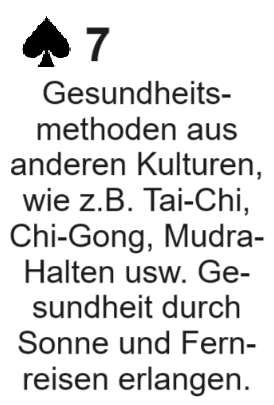 ♠ 7
Gesundheits-
methoden aus
anderen Kulturen,
wie z.B. Tai-Chi,
Chi-Gong, Mudra-
Halten usw. Ge-
sundheit durch
Sonne und Fern-
reisen erlangen.